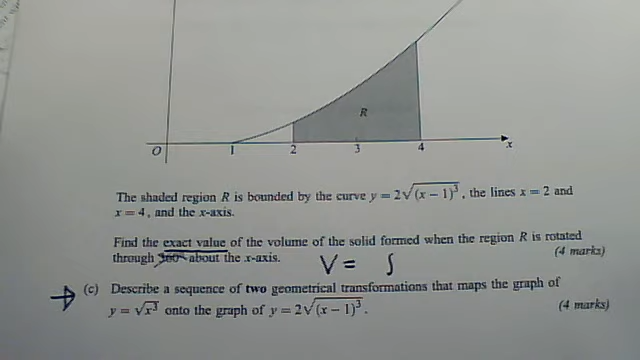 R
O 1 2 3 4 x
The shaded region R is bounded by the curve y = 2√(x − 1)³, the lines x = 2 and
x = 4, and the x-axis.
Find the exact value of the volume of the solid formed when the region R is rotated
through 360° about the x-axis. (4 marks)
V = ∫
(c) Describe a sequence of two geometrical transformations that maps the graph of
y = √x³ onto the graph of y = 2√(x − 1)³. (4 marks)